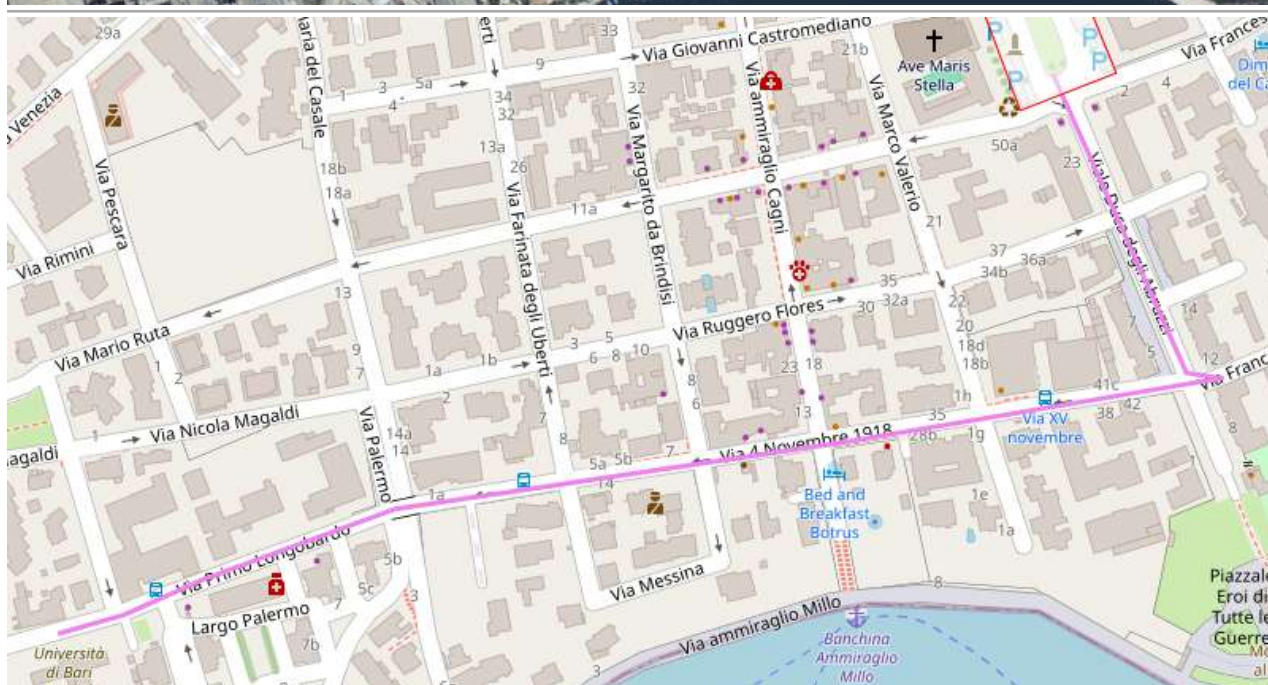 29a
33
9
5a
3
4
1
Via Giovanni Castromediano
21b
Ave Maris
Stella
P
P
P
P
Via Frances
2
4
Via Pescara
Via ammiraglio Cagni
Via Marco Valerio
Via Margarito da Brindisi
Via Farinata degli Uberti
32
34
32
13a
26
18b
18a
11a
50a
23
Viale Duca degli Abruzzi
Via Rimini
13
21
37
36a
34b
35
32a
30
22
20
18d
18b
14
7
5
12
Via Mario Ruta
Via Ruggero Flores
3
5
6
8
10
1b
1a
2
9
7
1
2
23
18
13
8
6
Via Nicola Magaldi
1
agaldi
Via Palermo
14a
14
7
8
5a
5b
7
14
Via 4 Novembre 1918
35
28b
1h
1g
41c
42
38
Via XV
novembre
Via Franc
8
1
1e
1a
Bed and
Breakfast
Botrus
1a
Via Primo Longobardo
5b
5c
3
7
7b
Largo Palermo
Via Messina
Via ammiraglio Millo
8
3
Banchina
Ammiraglio
Millo
Università
di Bari
Piazzale
Eroi di
Tutte le
Guerre
Mo
al